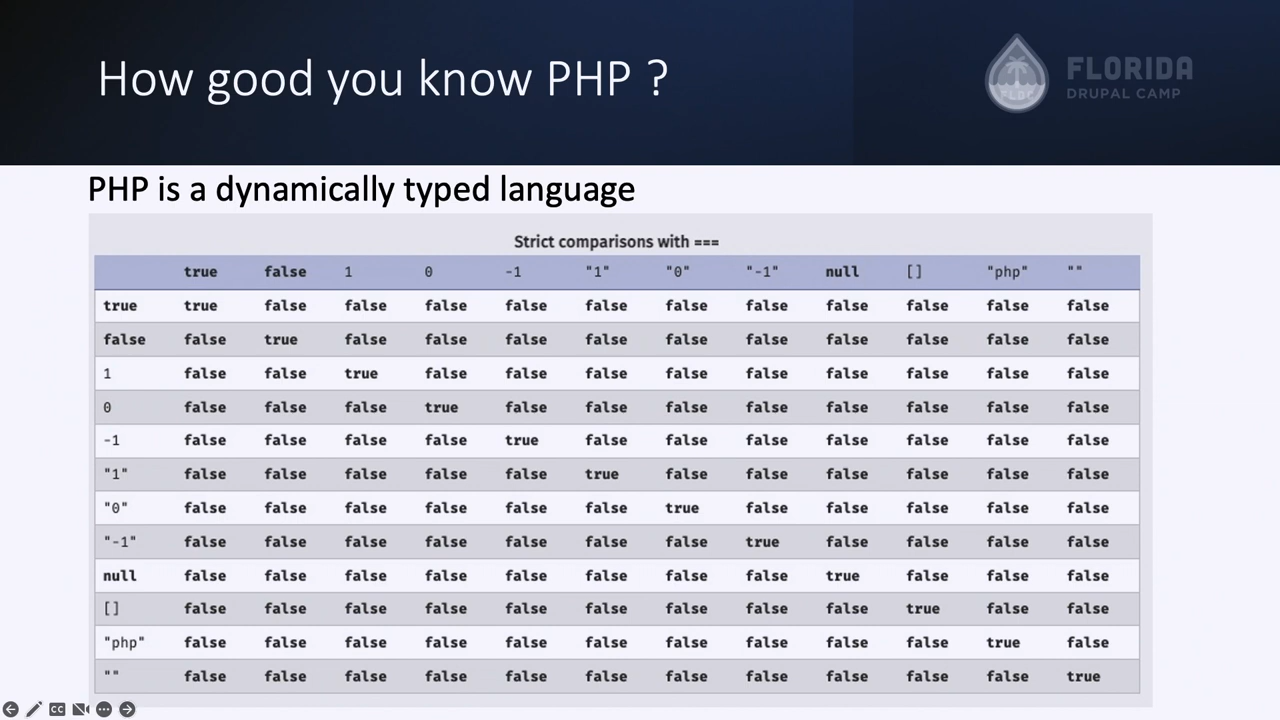 How good you know PHP ?
FLORIDA
DRUPAL CAMP
FLDC
PHP is a dynamically typed language
Strict comparisons with ===
true false 1 0 -1 "1" "0" "-1" null [] "php" ""
true true false false false false false false false false false false false
false false true false false false false false false false false false false
1 false false true false false false false false false false false false
0 false false false true false false false false false false false false
-1 false false false false true false false false false false false false
"1" false false false false false true false false false false false false
"0" false false false false false false true false false false false false
"-1" false false false false false false false true false false false false
null false false false false false false false false true false false false
[] false false false false false false false false false true false false
"php" false false false false false false false false false false true false
"" false false false false false false false false false false false true
CC